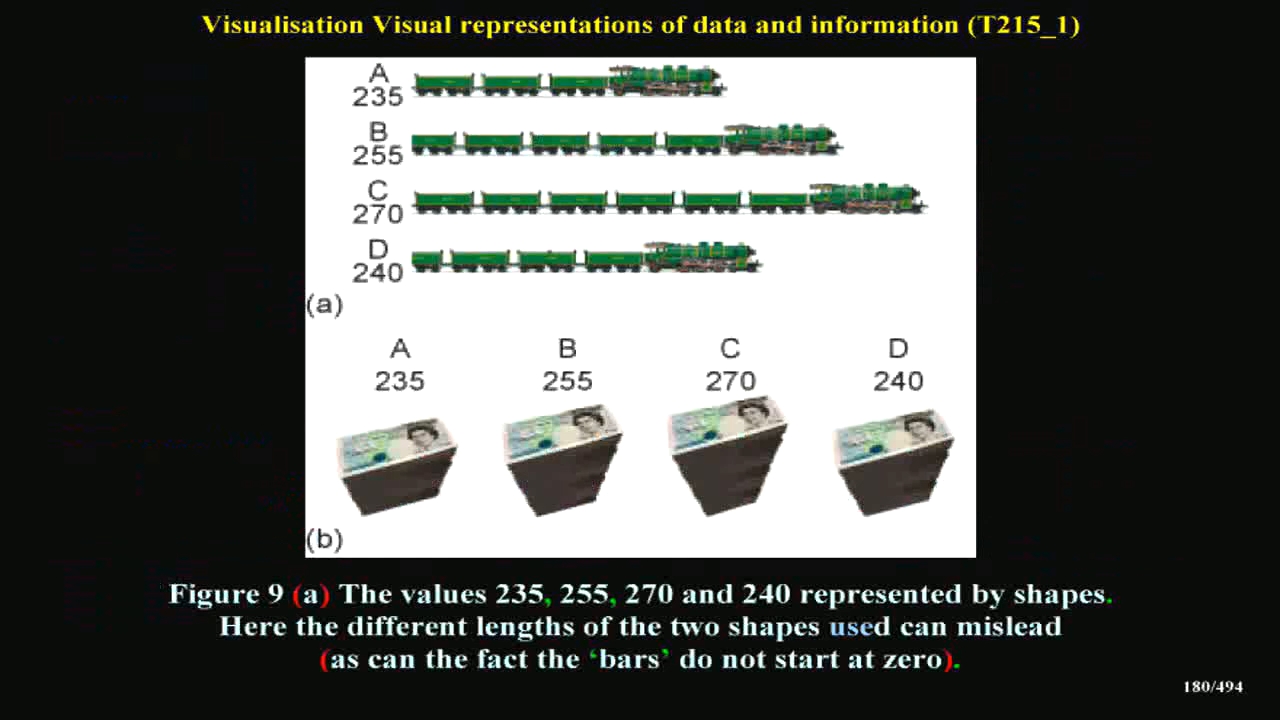 Visualisation Visual representations of data and information (T215_1)
A
235
B
255
C
270
D
240
(a)
A B C D
235 255 270 240
(b)
Figure 9 (a) The values 235, 255, 270 and 240 represented by shapes.
Here the different lengths of the two shapes used can mislead
(as can the fact the ‘bars’ do not start at zero).
180/494